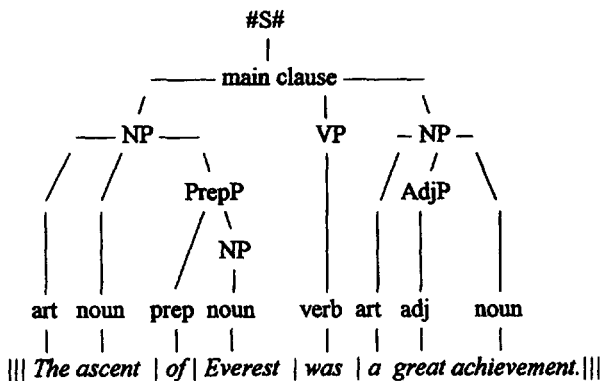 #S#
main clause
NP VP NP
PrepP AdjP
NP
art noun prep noun verb art adj noun
||| The ascent | of | Everest | was | a great achievement.|||